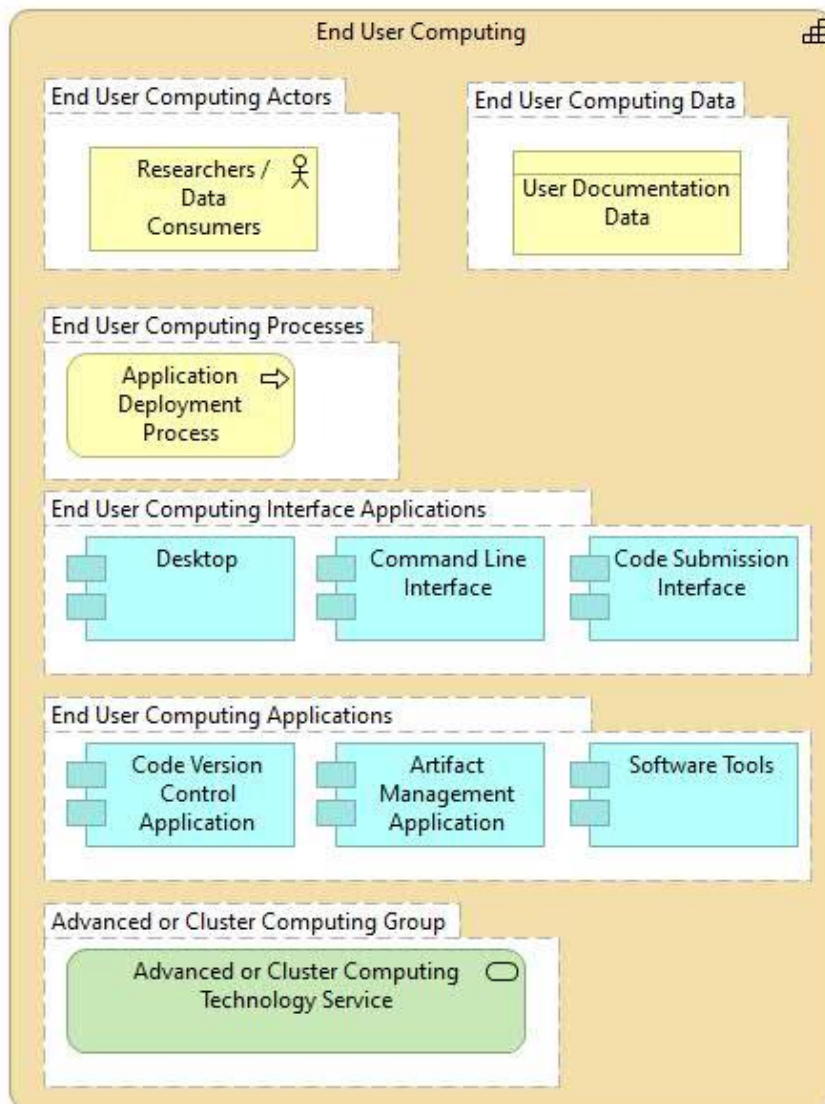 End User Computing
End User Computing Actors
Researchers /
Data
Consumers
End User Computing Data
User Documentation
Data
End User Computing Processes
Application
Deployment
Process
End User Computing Interface Applications
Desktop
Command Line
Interface
Code Submission
Interface
End User Computing Applications
Code Version
Control
Application
Artifact
Management
Application
Software Tools
Advanced or Cluster Computing Group
Advanced or Cluster Computing
Technology Service